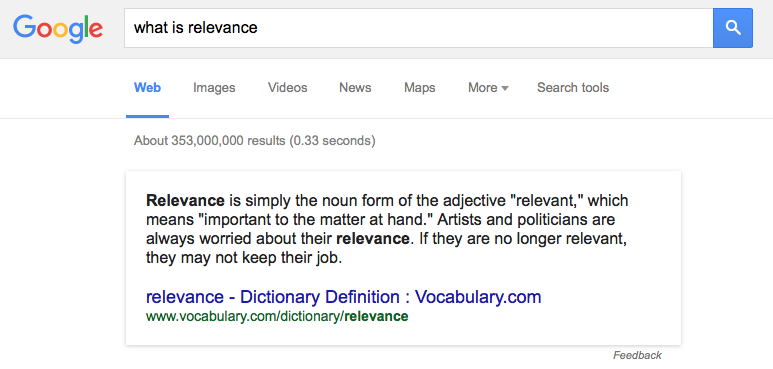 Google
what is relevance
Web Images Videos News Maps More Search tools
About 353,000,000 results (0.33 seconds)
Relevance is simply the noun form of the adjective "relevant," which
means "important to the matter at hand." Artists and politicians are
always worried about their relevance. If they are no longer relevant,
they may not keep their job.
relevance - Dictionary Definition : Vocabulary.com
www.vocabulary.com/dictionary/relevance
Feedback